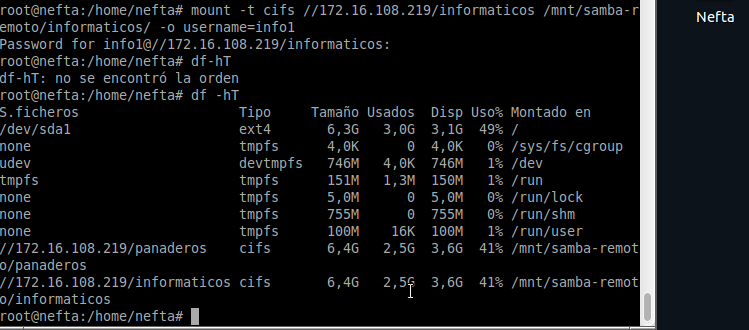 root@nefta:/home/nefta# mount -t cifs //172.16.108.219/informaticos /mnt/samba-r
emoto/informaticos/ -o username=info1
Password for info1@//172.16.108.219/informaticos:
root@nefta:/home/nefta# df-hT
df-hT: no se encontró la orden
root@nefta:/home/nefta# df -hT
S.ficheros Tipo Tamaño Usados Disp Uso% Montado en
/dev/sda1 ext4 6,3G 3,0G 3,1G 49% /
none tmpfs 4,0K 0 4,0K 0% /sys/fs/cgroup
udev devtmpfs 746M 4,0K 746M 1% /dev
tmpfs tmpfs 151M 1,3M 150M 1% /run
none tmpfs 5,0M 0 5,0M 0% /run/lock
none tmpfs 755M 0 755M 0% /run/shm
none tmpfs 100M 16K 100M 1% /run/user
//172.16.108.219/panaderos cifs 6,4G 2,5G 3,6G 41% /mnt/samba-remot
o/panaderos
//172.16.108.219/informaticos cifs 6,4G 2,5G 3,6G 41% /mnt/samba-remot
o/informaticos
root@nefta:/home/nefta#
Nefta